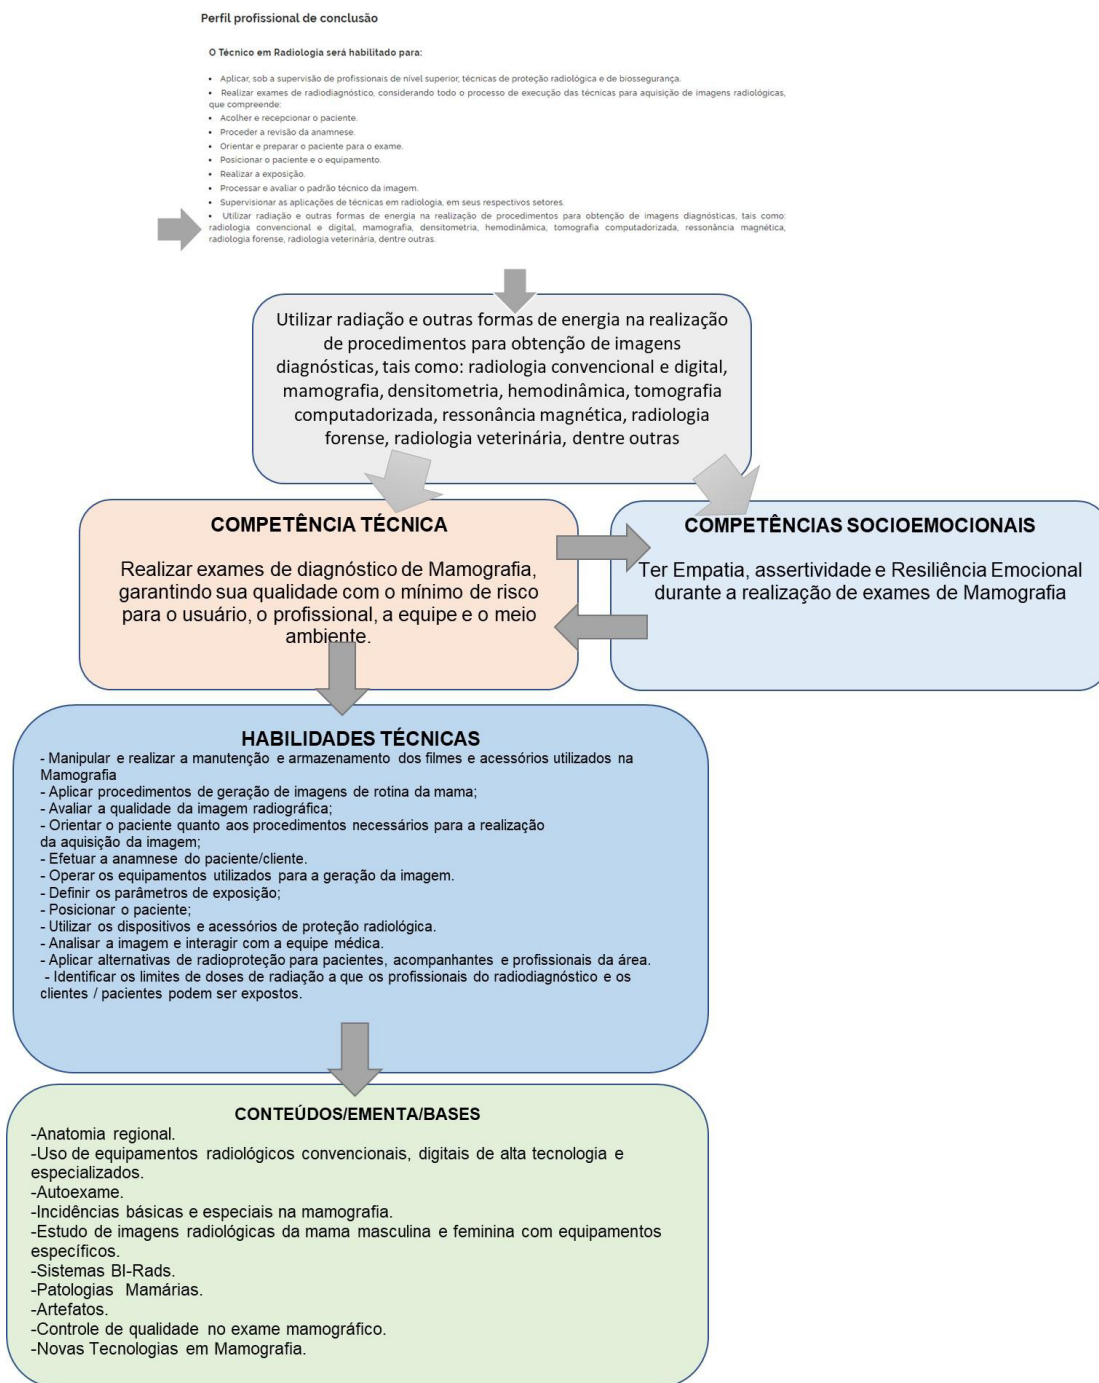 Perfil profissional de conclusão
O Técnico em Radiologia será habilitado para:
• Aplicar, sob a supervisão de profissionais de nível superior, técnicas de proteção radiológica e de biossegurança.
• Realizar exames de radiodiagnóstico, considerando todo o processo de execução das técnicas para aquisição de imagens radiológicas,
que compreende:
• Acolher e recepcionar o paciente.
• Proceder a revisão da anamnese.
• Orientar e preparar o paciente para o exame.
• Posicionar o paciente e o equipamento.
• Realizar a exposição.
• Processar e avaliar o padrão técnico da imagem.
• Supervisionar as aplicações de técnicas em radiologia, em seus respectivos setores.
• Utilizar radiação e outras formas de energia na realização de procedimentos para obtenção de imagens diagnósticas, tais como:
radiologia convencional e digital, mamografia, densitometria, hemodinâmica, tomografia computadorizada, ressonância magnética,
radiologia forense, radiologia veterinária, dentre outras.
Utilizar radiação e outras formas de energia na realização
de procedimentos para obtenção de imagens
diagnósticas, tais como: radiologia convencional e digital,
mamografia, densitometria, hemodinâmica, tomografia
computadorizada, ressonância magnética, radiologia
forense, radiologia veterinária, dentre outras
COMPETÊNCIA TÉCNICA
Realizar exames de diagnóstico de Mamografia,
garantindo sua qualidade com o mínimo de risco
para o usuário, o profissional, a equipe e o meio
ambiente.
COMPETÊNCIAS SOCIOEMOCIONAIS
Ter Empatia, assertividade e Resiliência Emocional
durante a realização de exames de Mamografia
HABILIDADES TÉCNICAS
- Manipular e realizar a manutenção e armazenamento dos filmes e acessórios utilizados na
Mamografia
- Aplicar procedimentos de geração de imagens de rotina da mama;
- Avaliar a qualidade da imagem radiográfica;
- Orientar o paciente quanto aos procedimentos necessários para a realização
da aquisição da imagem;
- Efetuar a anamnese do paciente/cliente.
- Operar os equipamentos utilizados para a geração da imagem.
- Definir os parâmetros de exposição;
- Posicionar o paciente;
- Utilizar os dispositivos e acessórios de proteção radiológica.
- Analisar a imagem e interagir com a equipe médica.
- Aplicar alternativas de radioproteção para pacientes, acompanhantes e profissionais da área.
- Identificar os limites de doses de radiação a que os profissionais do radiodiagnóstico e os
clientes / pacientes podem ser expostos.
CONTEÚDOS/EMENTA/BASES
-Anatomia regional.
-Uso de equipamentos radiológicos convencionais, digitais de alta tecnologia e
especializados.
-Autoexame.
-Incidências básicas e especiais na mamografia.
-Estudo de imagens radiológicas da mama masculina e feminina com equipamentos
específicos.
-Sistemas BI-Rads.
-Patologias Mamárias.
-Artefatos.
-Controle de qualidade no exame mamográfico.
-Novas Tecnologias em Mamografia.